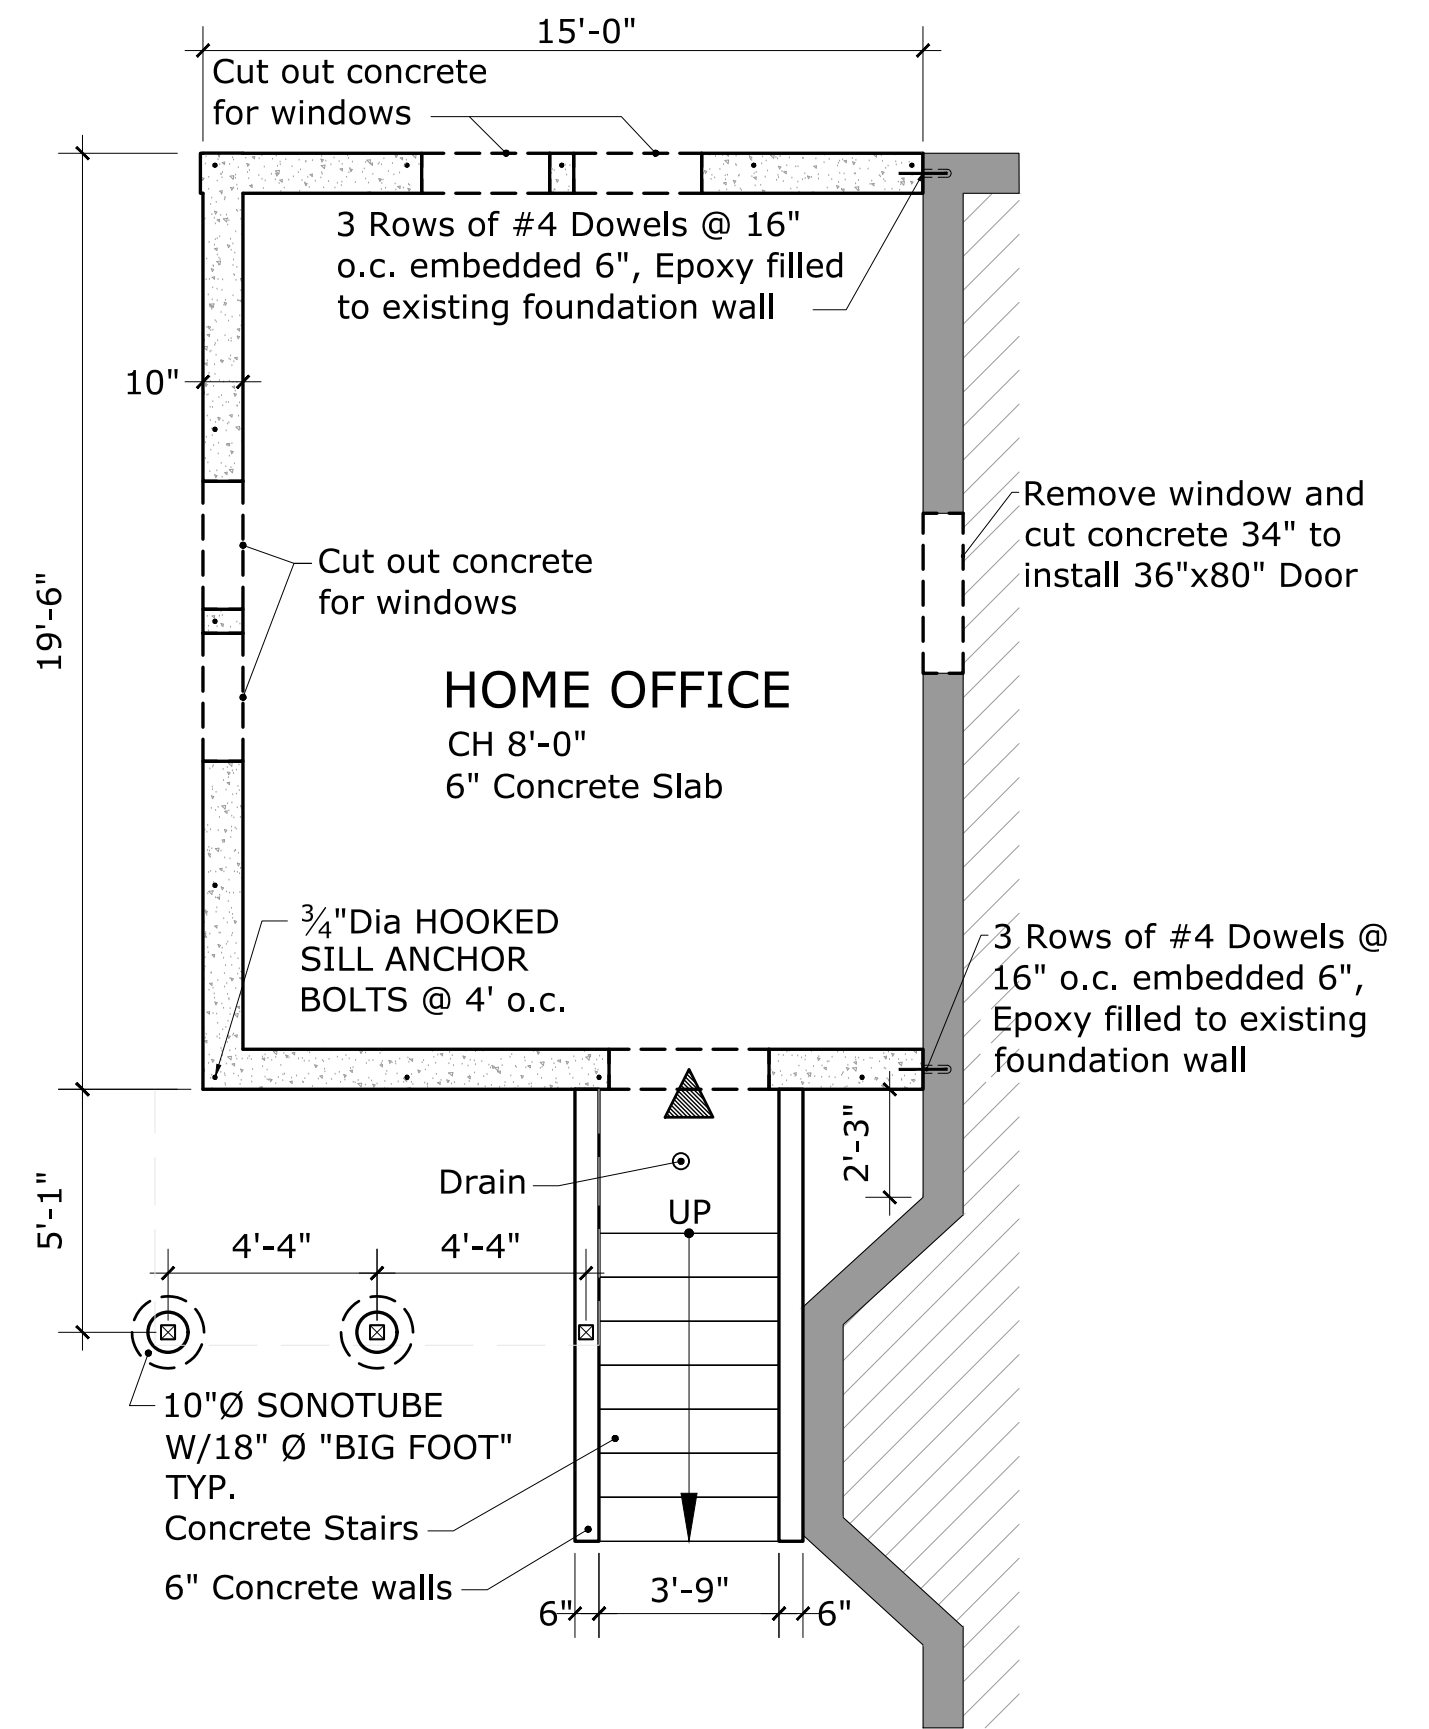 15'-0"
Cut out concrete
for windows
3 Rows of #4 Dowels @ 16"
o.c. embedded 6", Epoxy filled
to existing foundation wall
10"
Remove window and
cut concrete 34" to
install 36"x80" Door
Cut out concrete
for windows
19'-6"
HOME OFFICE
CH 8'-0"
6" Concrete Slab
¾"Dia HOOKED
SILL ANCHOR
BOLTS @ 4' o.c.
3 Rows of #4 Dowels @
16" o.c. embedded 6",
Epoxy filled to existing
foundation wall
2'-3"
Drain
UP
5'-1"
4'-4"
4'-4"
10"Ø SONOTUBE
W/18" Ø "BIG FOOT"
TYP.
Concrete Stairs
6" Concrete walls
6"
3'-9"
6"